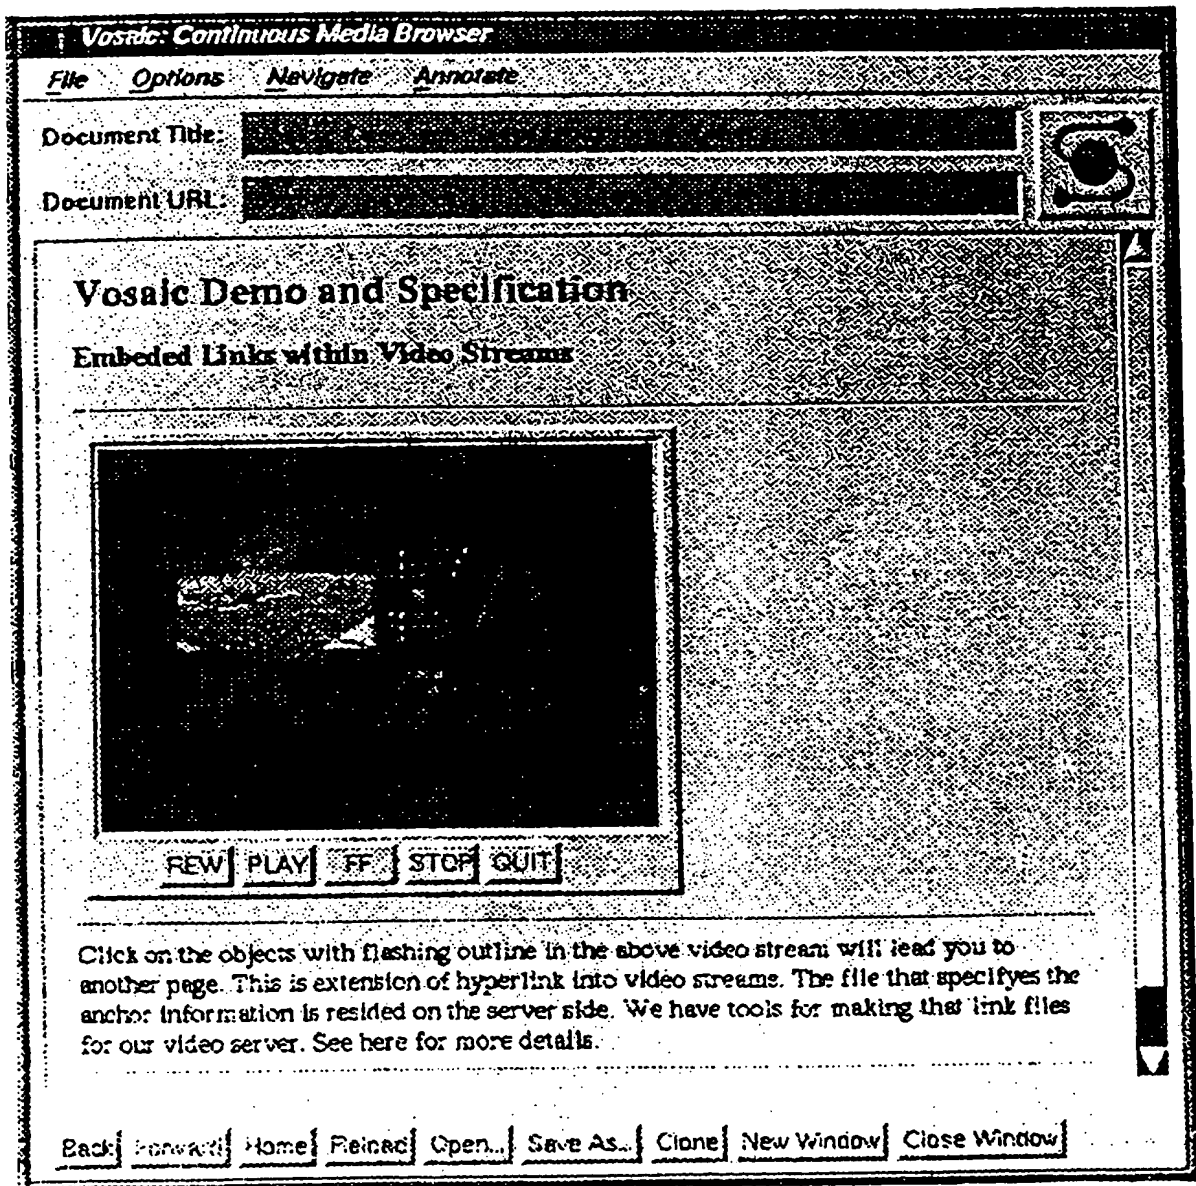 Vosaic: Continuous Media Browser
File Options Navigate Annotate
Document Title:
Document URL:
Vosaic Demo and Specification
Embeded Links within Video Streams
REW PLAY FF STOP QUIT
Click on the objects with flashing outline in the above video stream will lead you to
another page. This is extension of hyperlink into video streams. The file that specifyes the
anchor information is resided on the server side. We have tools for making that link files
for our video server. See here for more details.
Back Forward Home Reload Open... Save As... Clone New Window Close Window